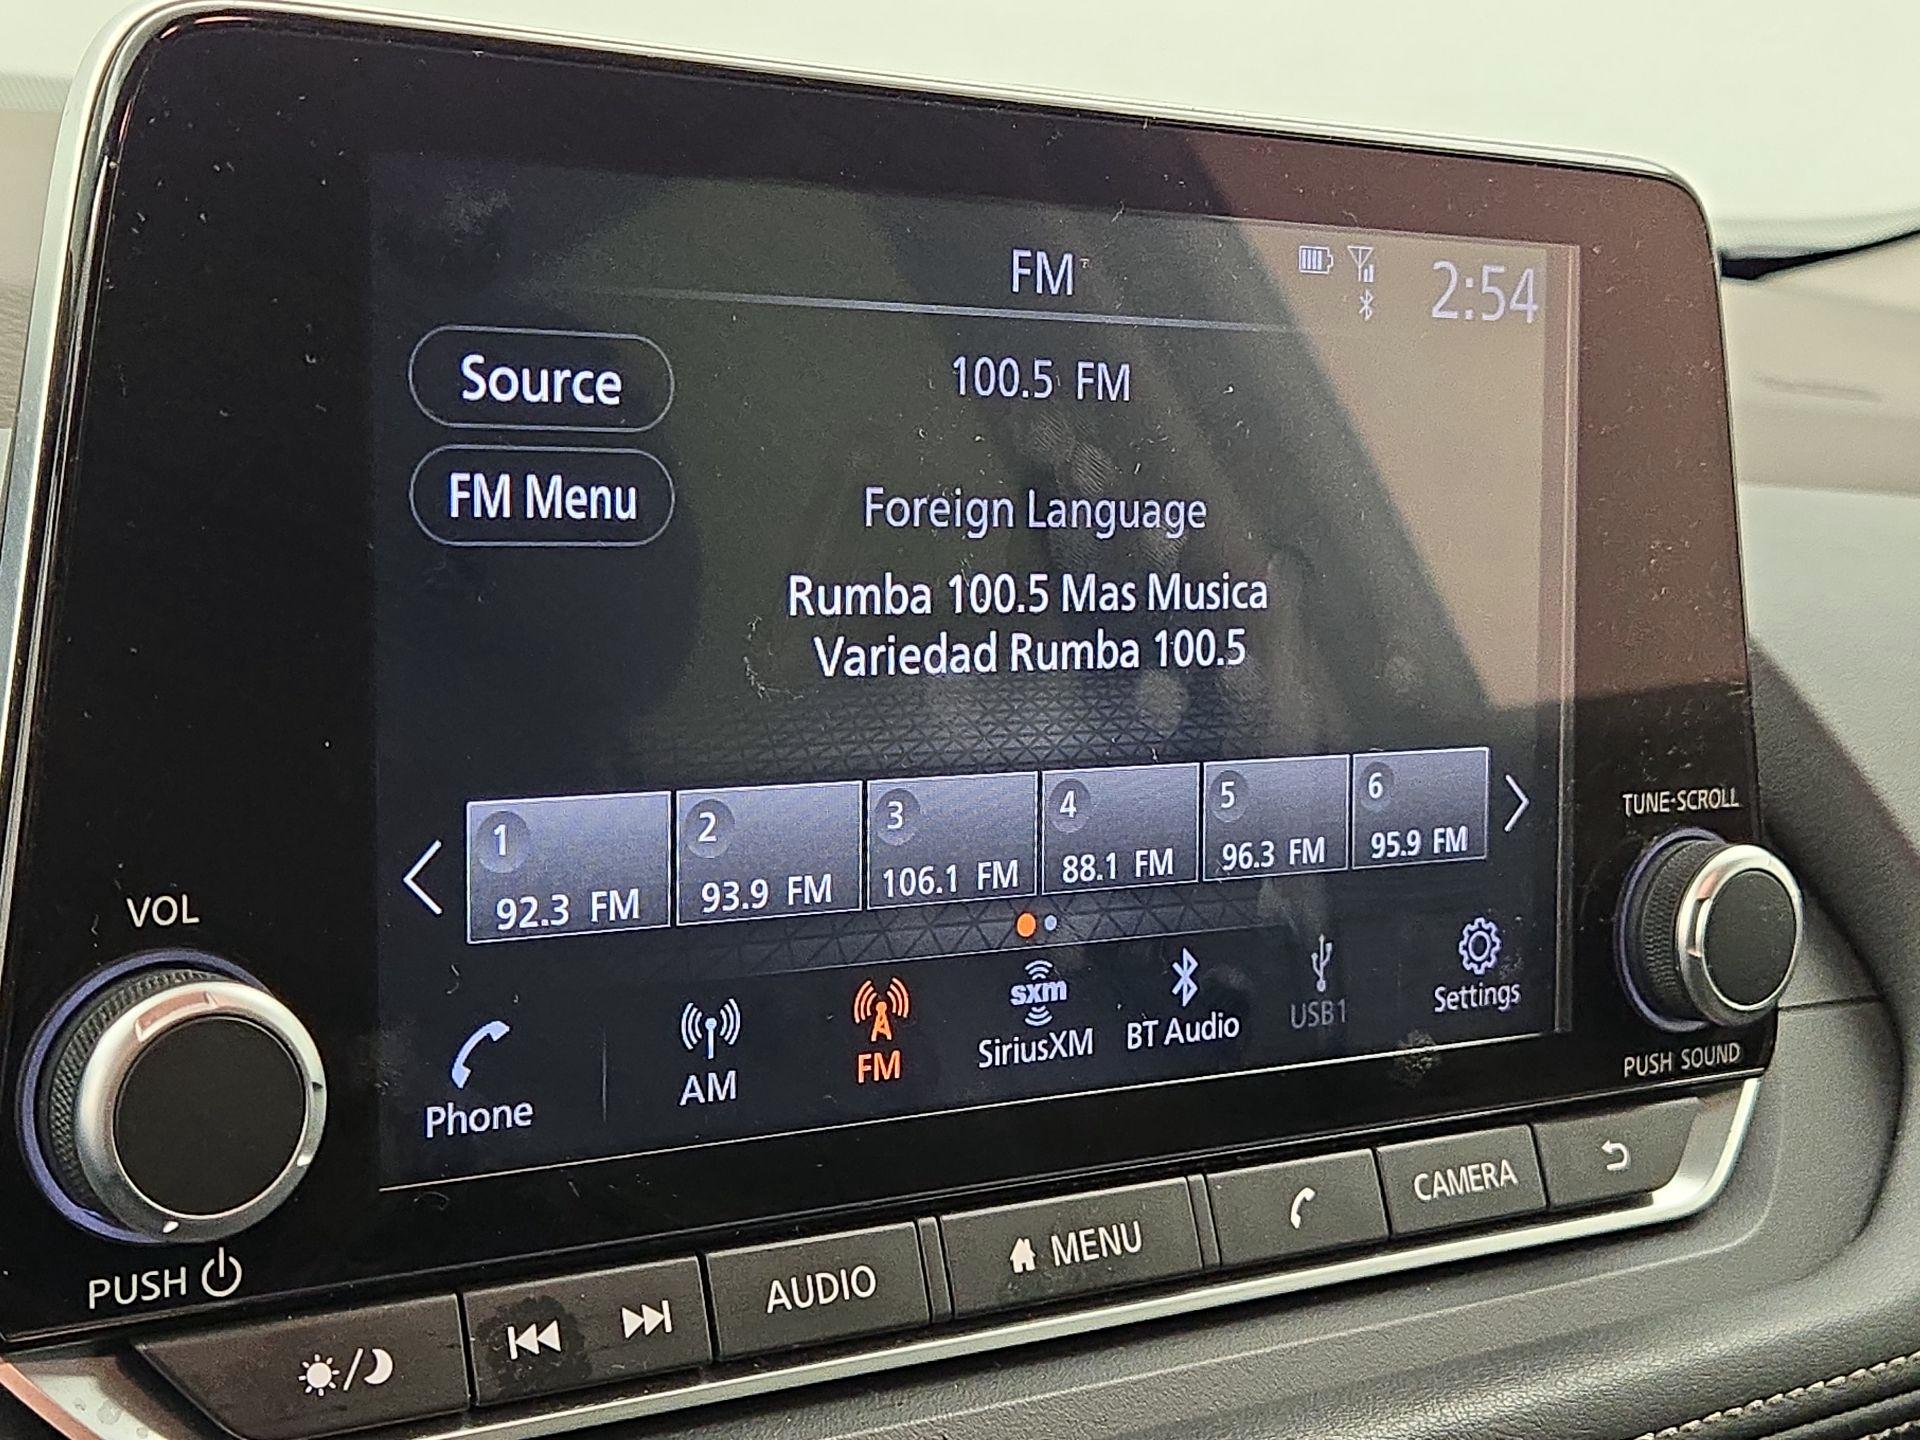 FM
2:54
Source
100.5 FM
FM Menu
Foreign Language
Rumba 100.5 Mas Musica
Variedad Rumba 100.5
1
92.3 FM
2
93.9 FM
3
106.1 FM
4
88.1 FM
5
96.3 FM
6
95.9 FM
TUNE-SCROLL
VOL
Phone
AM
FM
sxm
SiriusXM
BT Audio
USB1
Settings
PUSH SOUND
PUSH
AUDIO
MENU
CAMERA